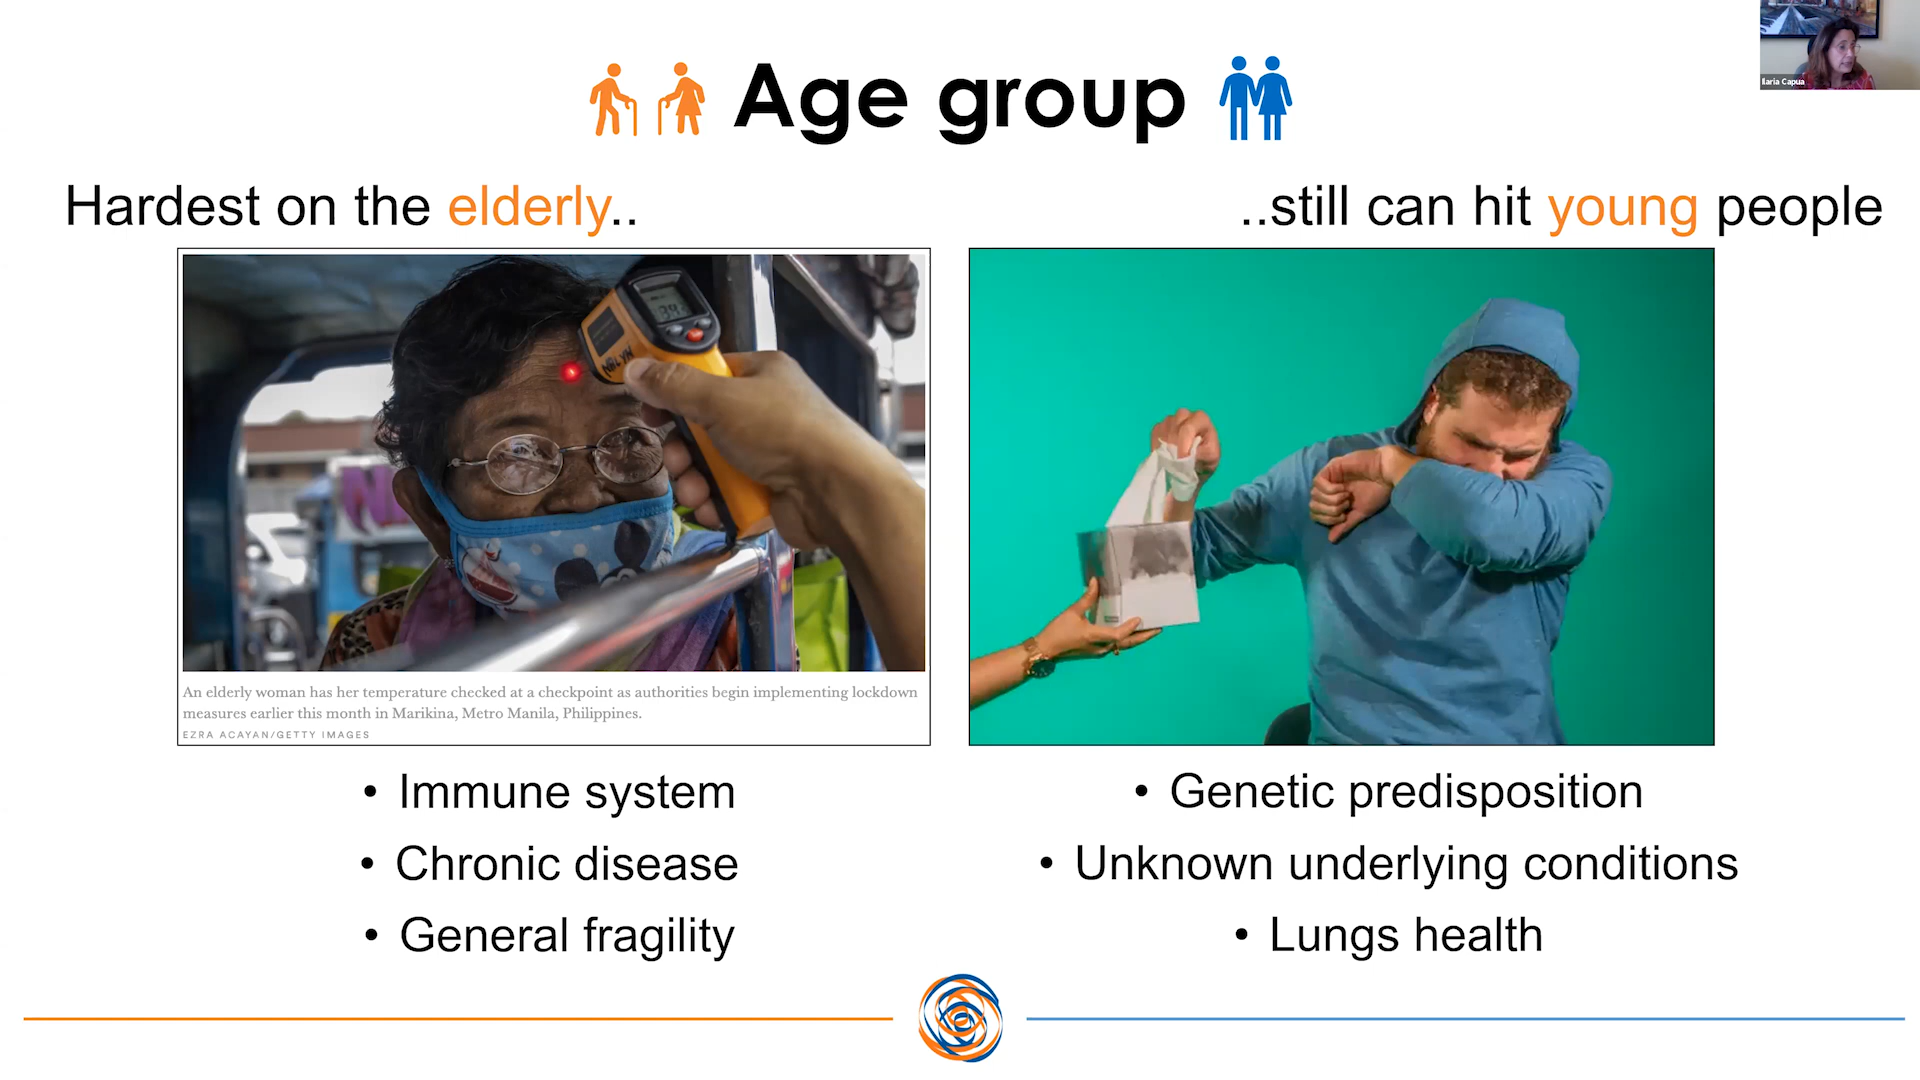 Age group
Ilaria Capua
Hardest on the elderly..
..still can hit young people
NALYN
An elderly woman has her temperature checked at a checkpoint as authorities begin implementing lockdown
measures earlier this month in Marikina, Metro Manila, Philippines.
EZRA ACAYAN/GETTY IMAGES
• Immune system
• Chronic disease
• General fragility
• Genetic predisposition
• Unknown underlying conditions
• Lungs health